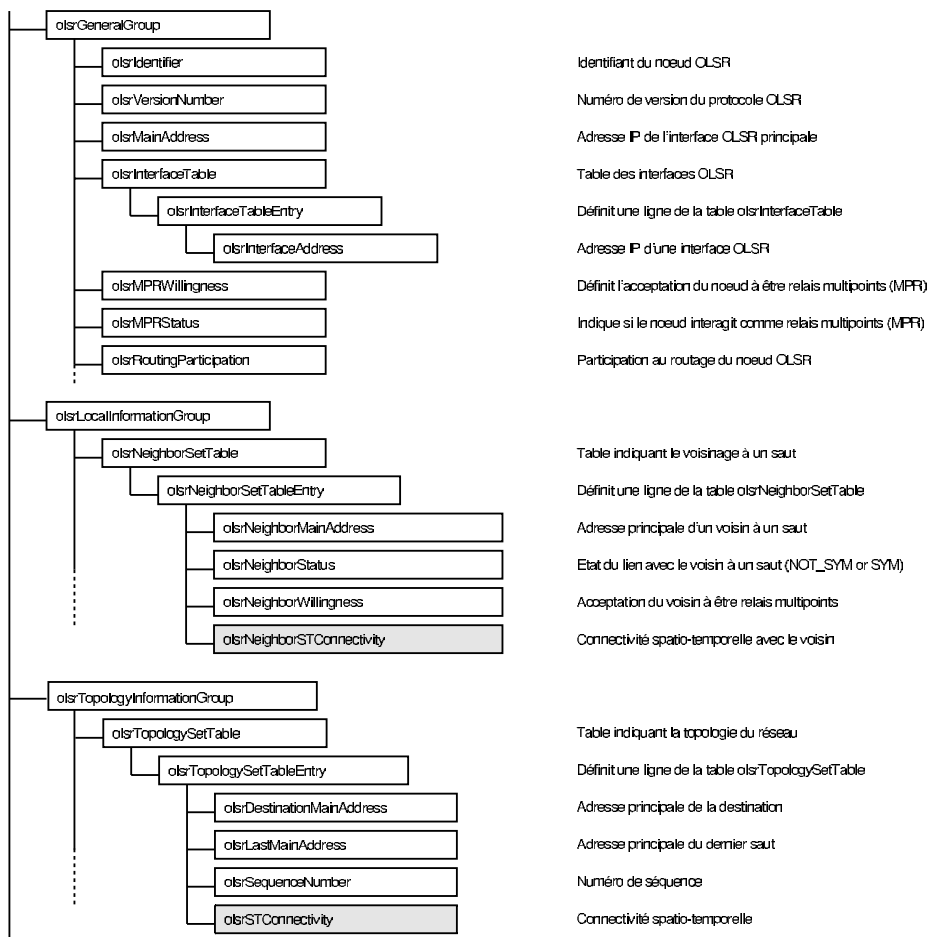 olsrGeneralGroup
olsrIdentifier Identifiant du noeud OLSR
olsrVersionNumber Numéro de version du protocole OLSR
olsrMainAddress Adresse IP de l'interface OLSR principale
olsrInterfaceTable Table des interfaces OLSR
olsrInterfaceTableEntry Définit une ligne de la table olsrInterfaceTable
olsrInterfaceAddress Adresse IP d'une interface OLSR
olsrMPRWillingness Définit l'acceptation du noeud à être relais multipoints (MPR)
olsrMPRStatus Indique si le noeud interagit comme relais multipoints (MPR)
olsrRoutingParticipation Participation au routage du noeud OLSR
olsrLocalInformationGroup
olsrNeighborSetTable Table indiquant le voisinage à un saut
olsrNeighborSetTableEntry Définit une ligne de la table olsrNeighborSetTable
olsrNeighborMainAddress Adresse principale d'un voisin à un saut
olsrNeighborStatus Etat du lien avec le voisin à un saut (NOT_SYM or SYM)
olsrNeighborWillingness Acceptation du voisin à être relais multipoints
olsrNeighborSTConnectivity Connectivité spatio-temporelle avec le voisin
olsrTopologyInformationGroup
olsrTopologySetTable Table indiquant la topologie du réseau
olsrTopologySetTableEntry Définit une ligne de la table olsrTopologySetTable
olsrDestinationMainAddress Adresse principale de la destination
olsrLastMainAddress Adresse principale du dernier saut
olsrSequenceNumber Numéro de séquence
olsrSTConnectivity Connectivité spatio-temporelle